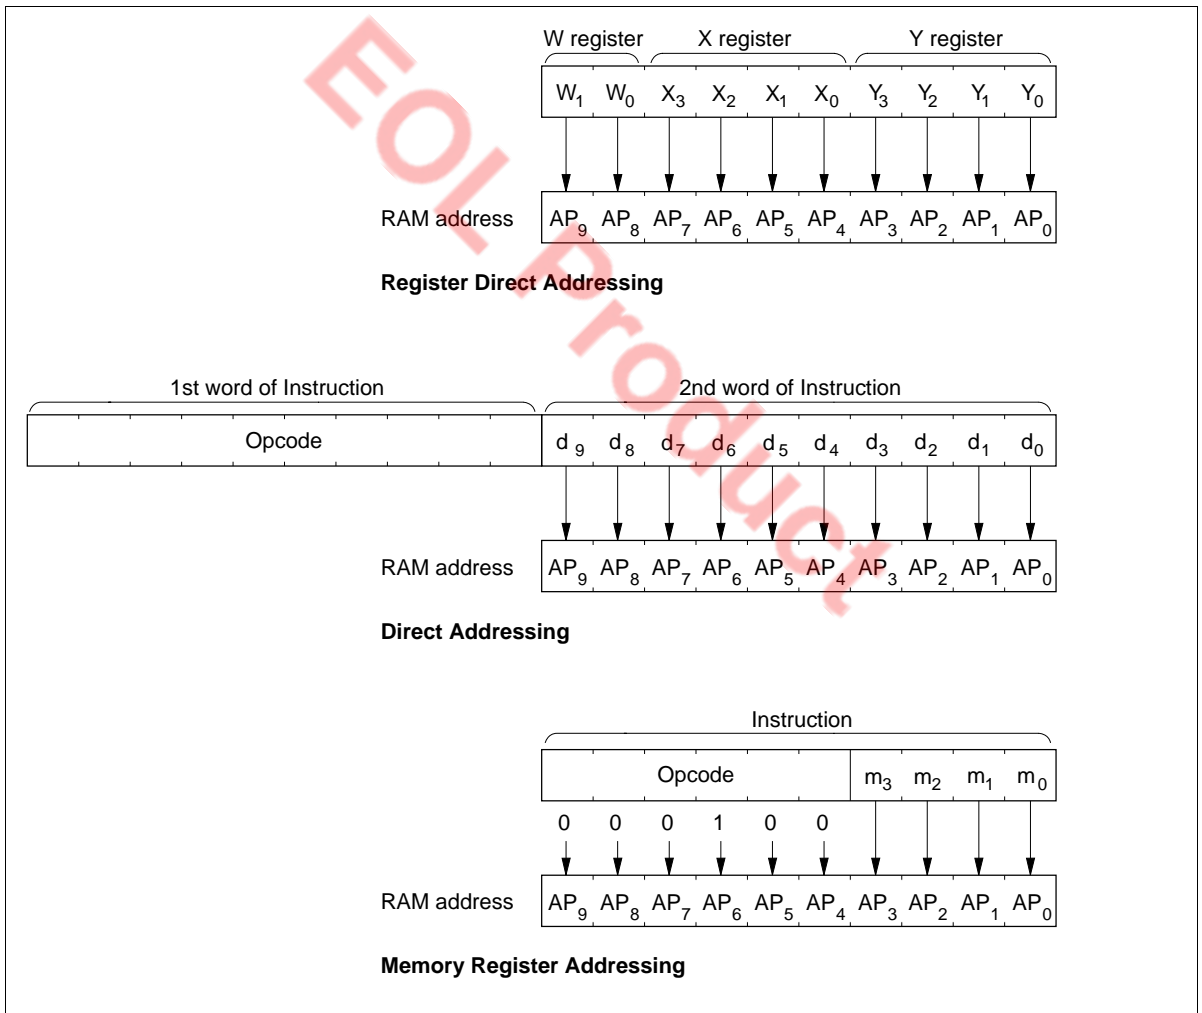 W register X register Y register
W1 W0 X3 X2 X1 X0 Y3 Y2 Y1 Y0
RAM address AP9 AP8 AP7 AP6 AP5 AP4 AP3 AP2 AP1 AP0
Register Direct Addressing
1st word of Instruction 2nd word of Instruction
Opcode d9 d8 d7 d6 d5 d4 d3 d2 d1 d0
RAM address AP9 AP8 AP7 AP6 AP5 AP4 AP3 AP2 AP1 AP0
Direct Addressing
Instruction
Opcode m3 m2 m1 m0
0 0 0 1 0 0
RAM address AP9 AP8 AP7 AP6 AP5 AP4 AP3 AP2 AP1 AP0
Memory Register Addressing
EOL Product